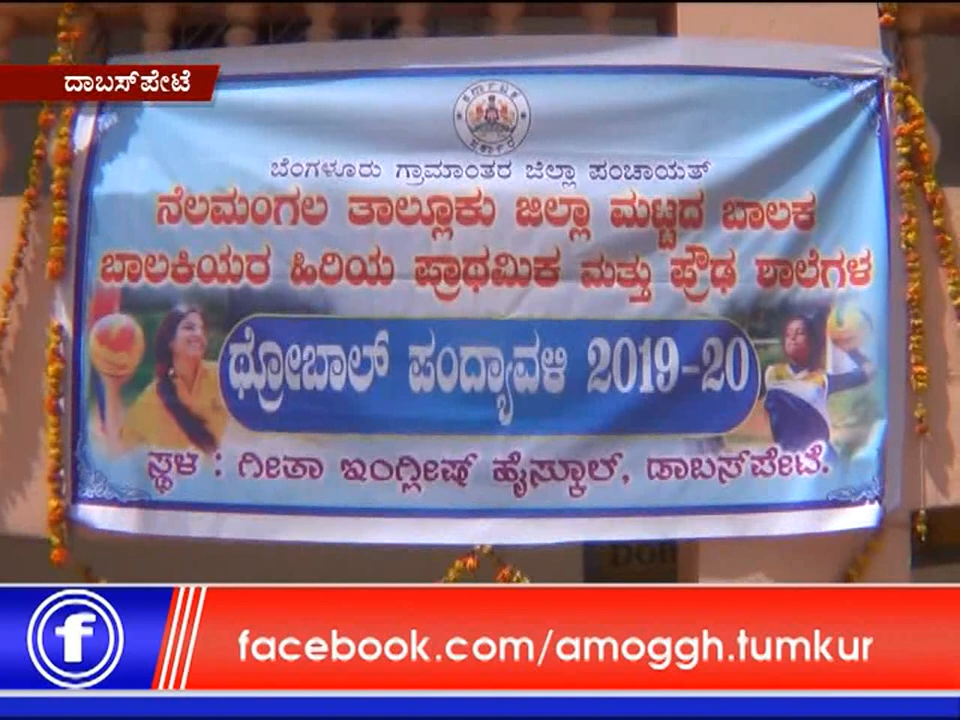 ದಾಬಸ್‌ಪೇಟೆ
ಬೆಂಗಳೂರು ಗ್ರಾಮಾಂತರ ಜಿಲ್ಲಾ ಪಂಚಾಯತ್
ನೆಲಮಂಗಲ ತಾಲ್ಲೂಕು ಜಿಲ್ಲಾ ಮಟ್ಟದ ಬಾಲಕ
ಬಾಲಕಿಯರ ಹಿರಿಯ ಪ್ರಾಥಮಿಕ ಮತ್ತು ಪ್ರೌಢ ಶಾಲೆಗಳ
ಥ್ರೋಬಾಲ್ ಪಂದ್ಯಾವಳಿ 2019-20
ಸ್ಥಳ : ಗೀತಾ ಇಂಗ್ಲೀಷ್ ಹೈಸ್ಕೂಲ್, ಡಾಬಸ್‌ಪೇಟೆ.
facebook.com/amoggh.tumkur